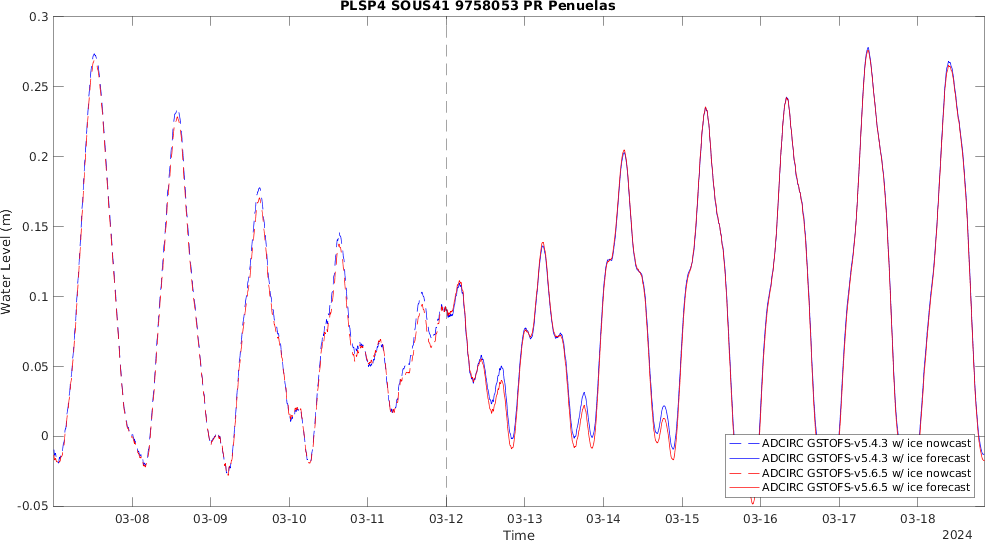 PLSP4 SOUS41 9758053 PR Penuelas
0.3
0.25
0.2
0.15
0.1
0.05
0
-0.05
Water Level (m)
ADCIRC GSTOFS-v5.4.3 w/ ice nowcast
ADCIRC GSTOFS-v5.4.3 w/ ice forecast
ADCIRC GSTOFS-v5.6.5 w/ ice nowcast
ADCIRC GSTOFS-v5.6.5 w/ ice forecast
03-08 03-09 03-10 03-11 03-12 03-13 03-14 03-15 03-16 03-17 03-18
Time
2024